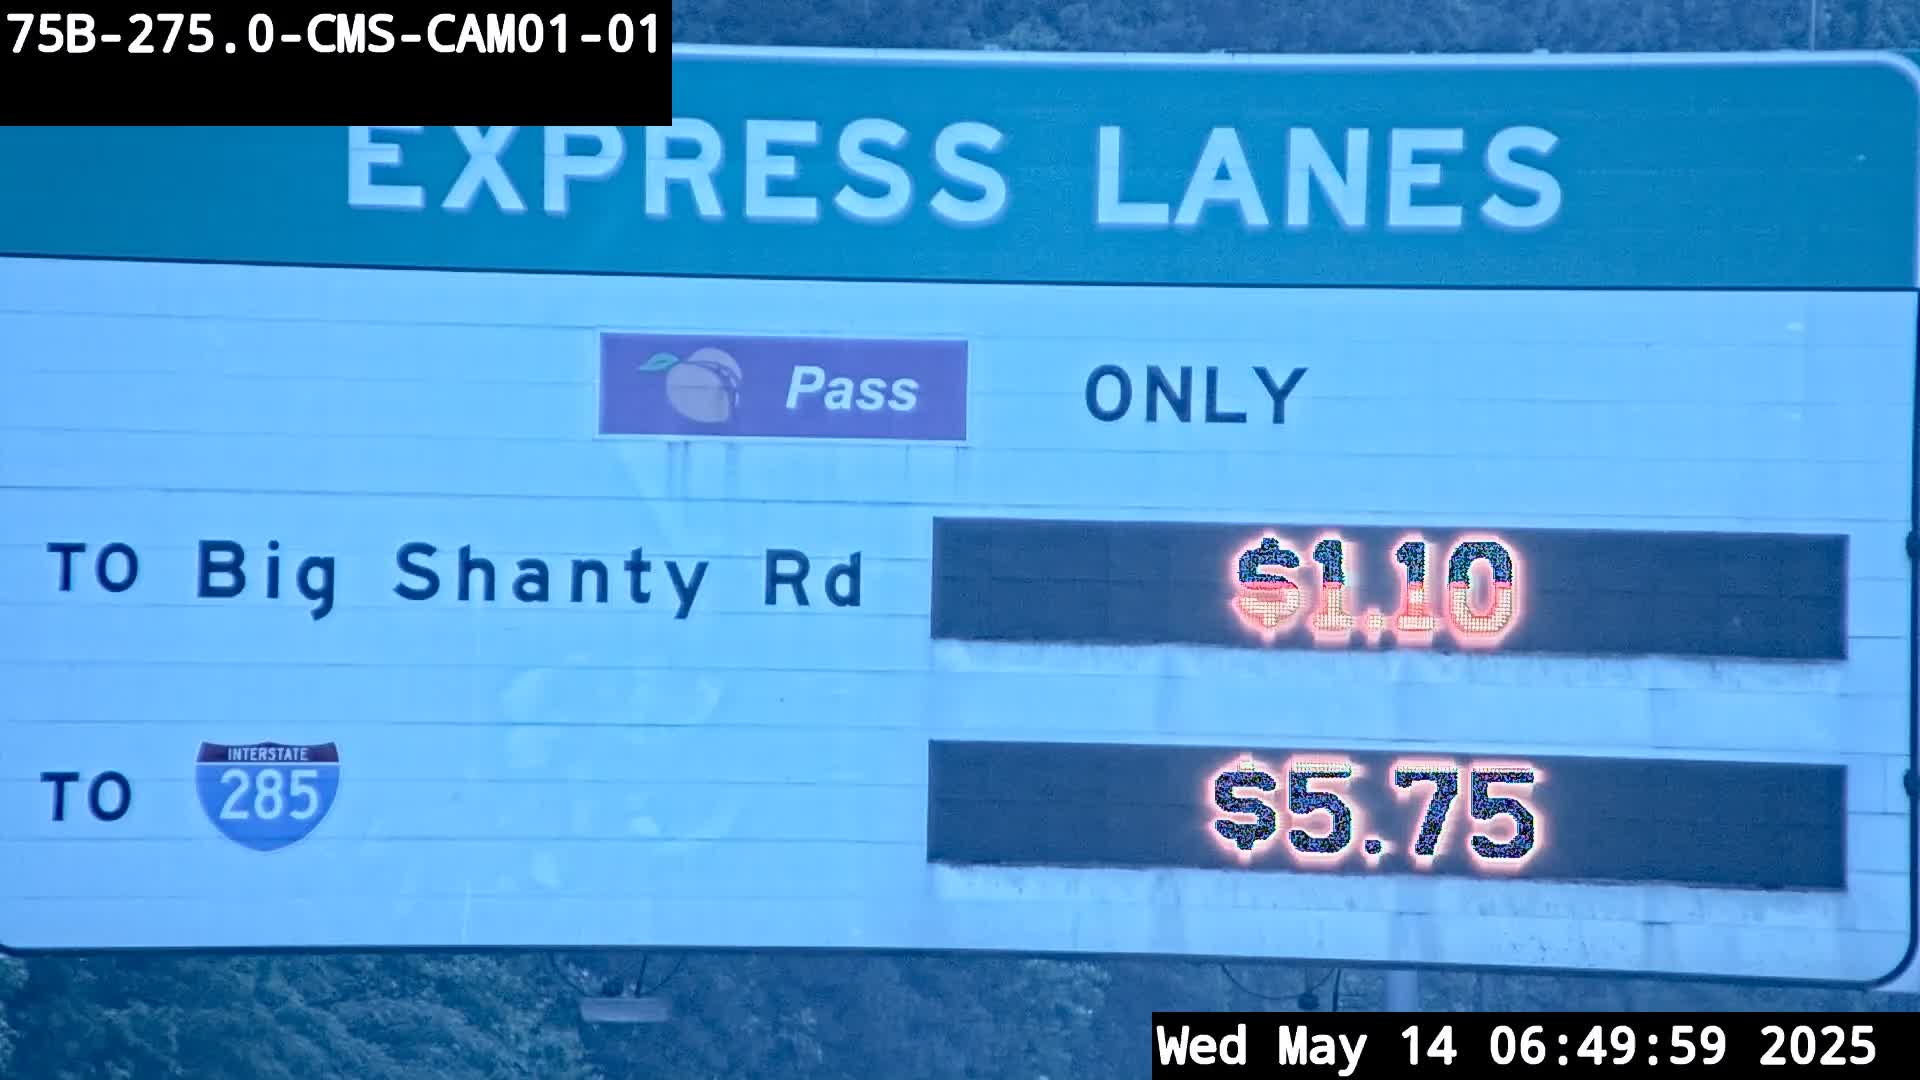 75B-275.0-CMS-CAM01-01
EXPRESS LANES
Pass ONLY
TO Big Shanty Rd $1.10
TO INTERSTATE 285 $5.75
Wed May 14 06:49:59 2025